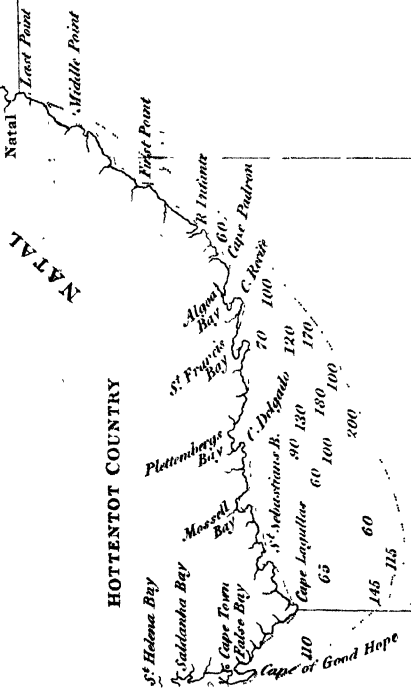 Last Point
Middle Point
Natal
First Point
NATAL
R Infanta
60
Cape Padron
C. Recife
Algoa
Bay
100
St Francis
Bay
70
120
170
HOTTENTOT COUNTRY
C. Delgado
Plettenbergs
Bay
St Sebastians B.
90
130
180
100
60
100
200
Mossell
Bay
Cape Lagullas
65
60
St Helena Bay
Saldanha Bay
Cape Town
False Bay
145
115
110
Cape of Good Hope